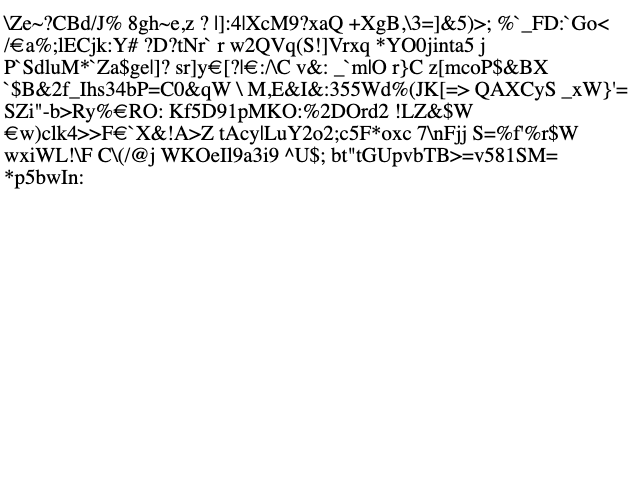 \Ze~?CBd/J% 8gh~e,z ? |]:4|XcM9?xaQ +XgB,\3=]&5)>; %`_FD:`Go<
/€a%;lECjk:Y# ?D?tNr` r w2QVq(S!]Vrxq *YO0jinta5 j
P`SdluM*`Za$ge|]? sr]y€[?|€:/\C v&: _`m|O r}C z[mcoP$&BX
`$B&2f_Ihs34bP=C0&qW \ M,E&I&:355Wd%(JK[=> QAXCyS _xW}'=
SZi"-b>Ry%€RO: Kf5D91pMKO:%2DOrd2 !LZ&$W
€w)clk4>>F€`X&!A>Z tAcy|LuY2o2;c5F*oxc 7\nFjj S=%f'%r$W
wxiWL!\F C\(/@j WKOeIl9a3i9 ^U$; bt"tGUpvbTB>=v581SM=
*p5bwIn: